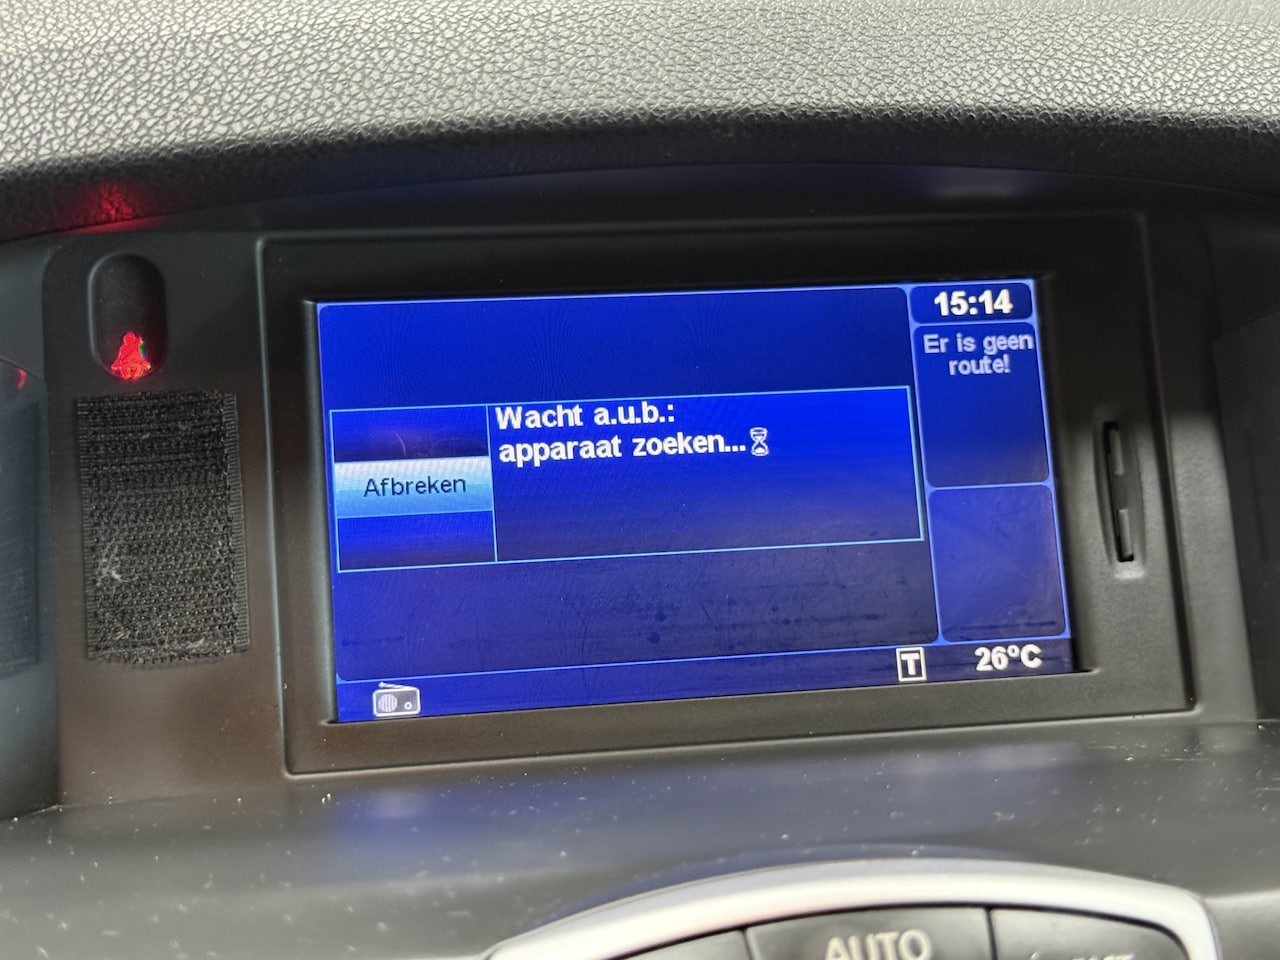 15:14
Er is geen
route!
Wacht a.u.b.:
apparaat zoeken...
Afbreken
T
26°C
AUTO